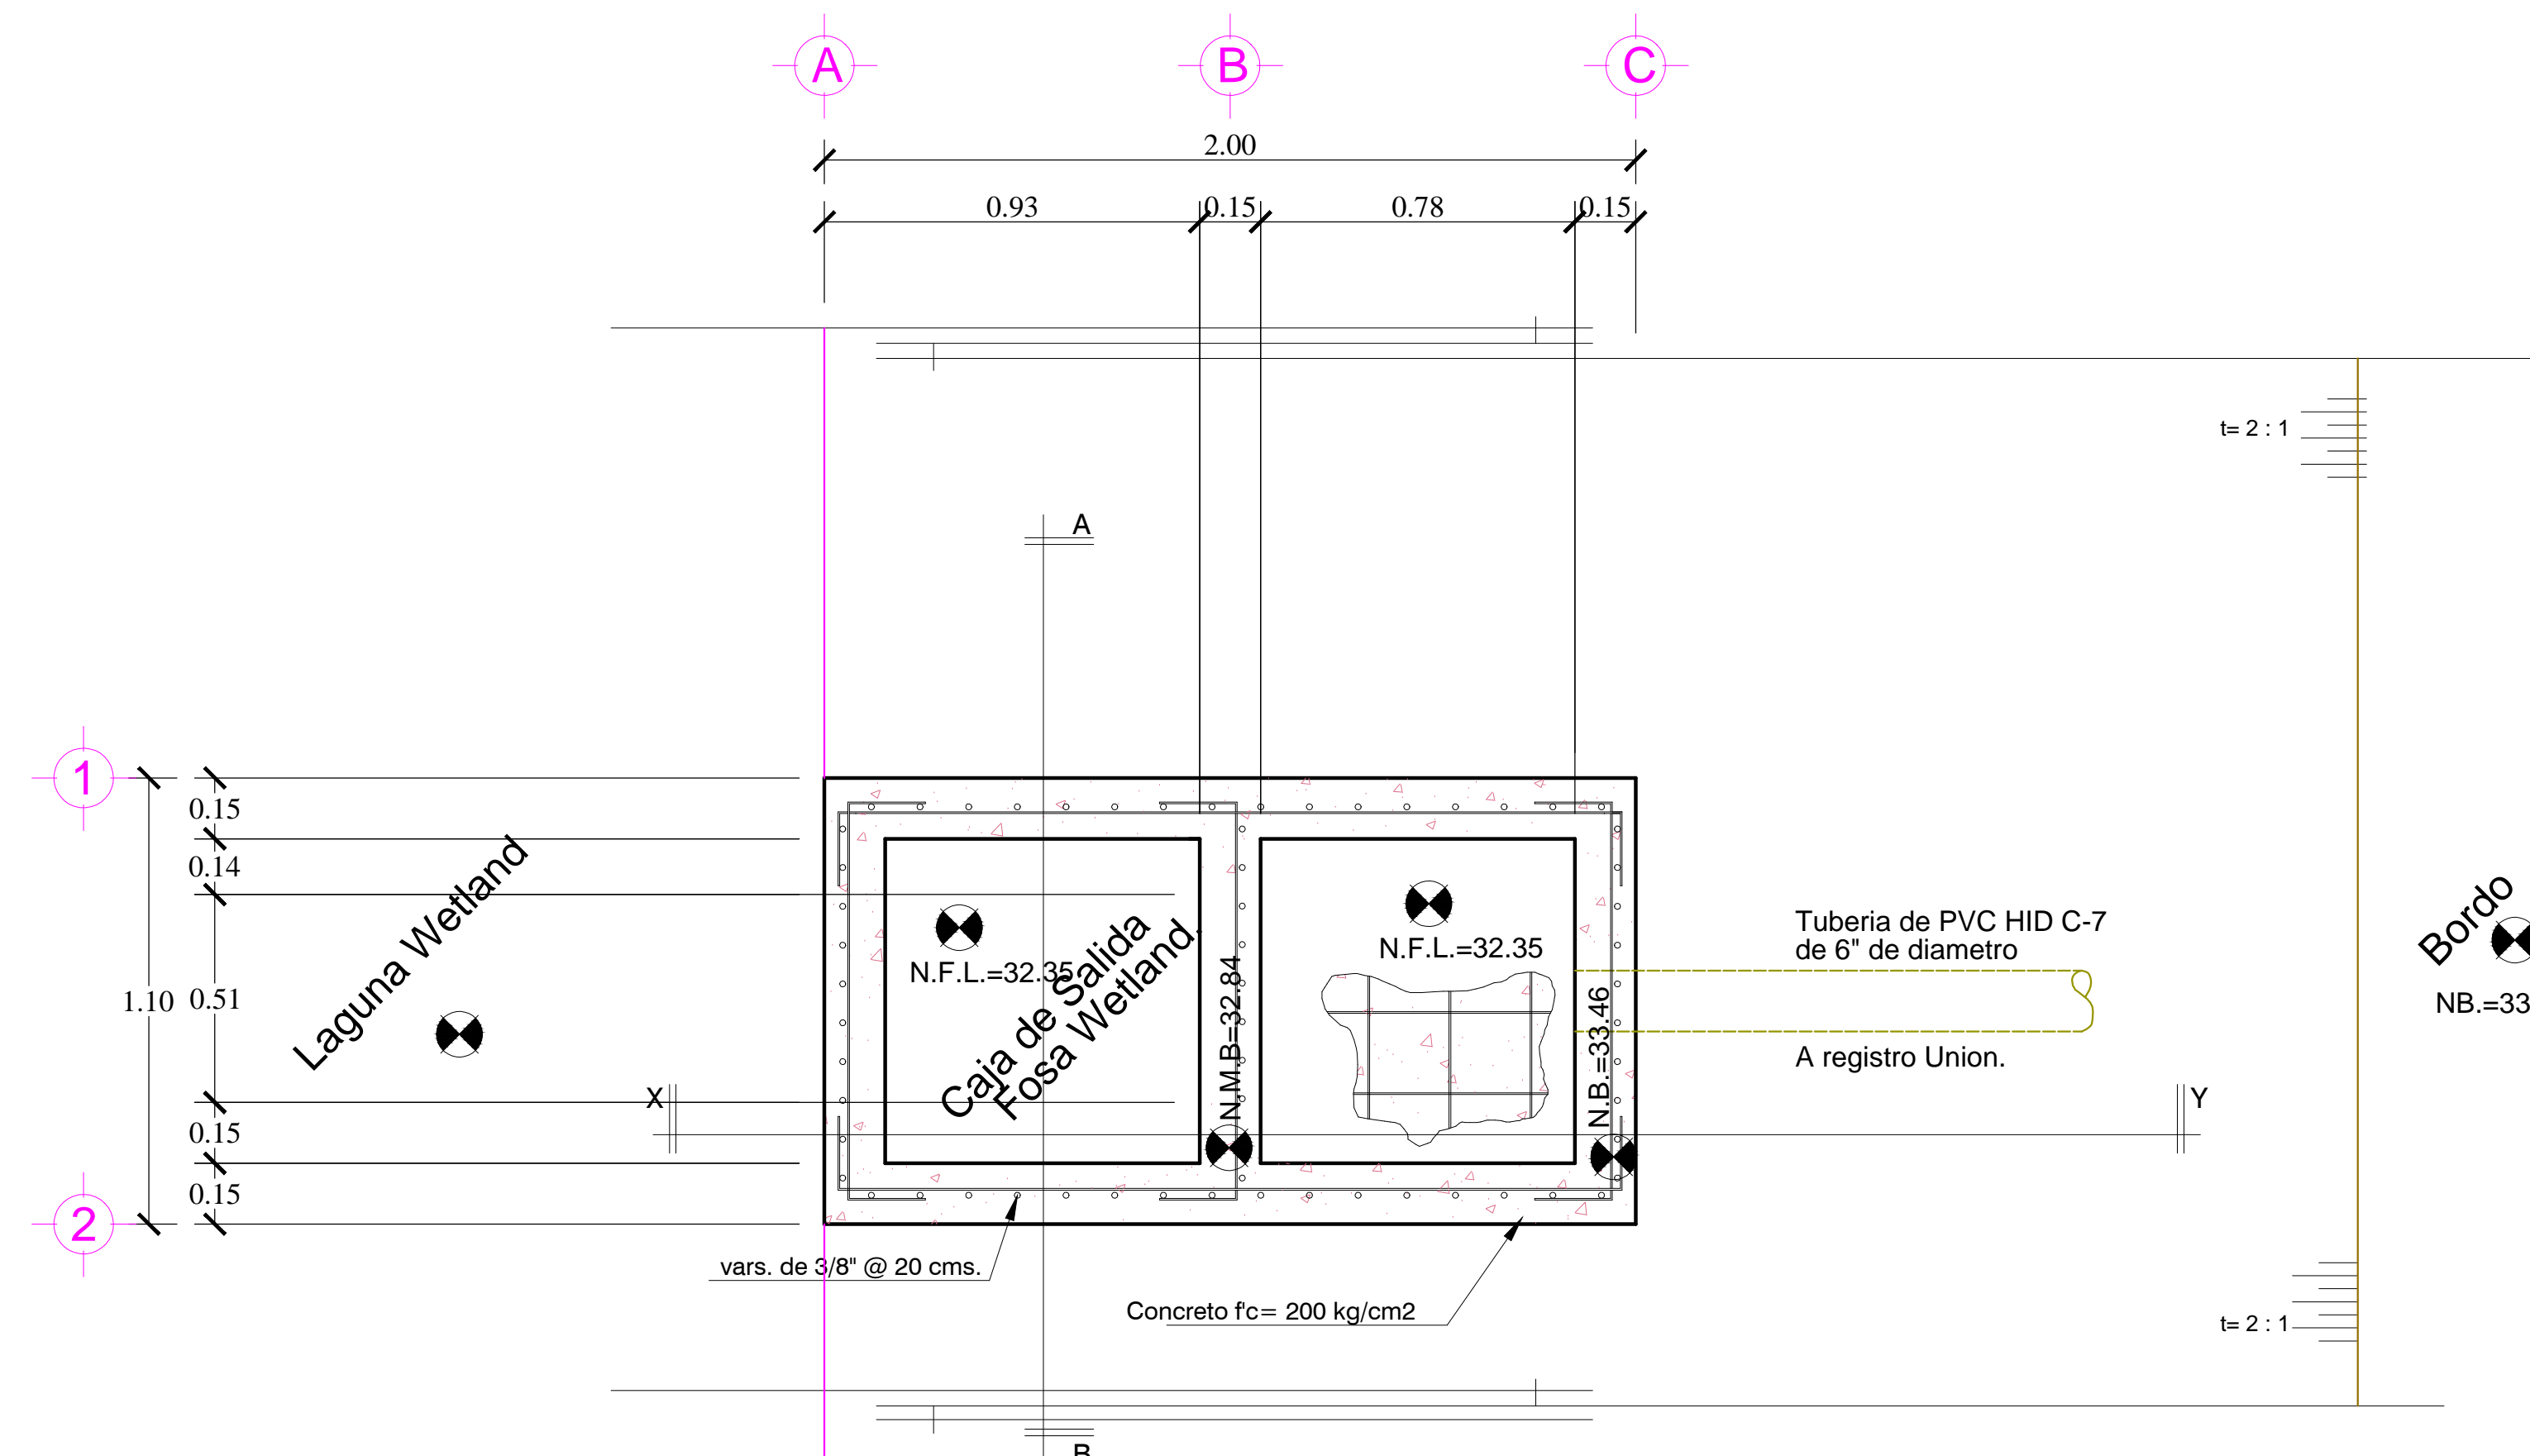 A
B
C
2.00
0.93
0.15
0.78
0.15
t= 2 : 1
A
1
0.15
0.14
1.10
0.51
0.15
0.15
2
Laguna Wetland
N.F.L.=32.35
Caja de Salida
Fosa Wetland.
N.M.B=32.84
N.F.L.=32.35
N.B.=33.46
Tuberia de PVC HID C-7
de 6" de diametro
A registro Union.
Bordo
NB.=33
X
Y
vars. de 3/8" @ 20 cms.
Concreto f'c= 200 kg/cm2
t= 2 : 1
B